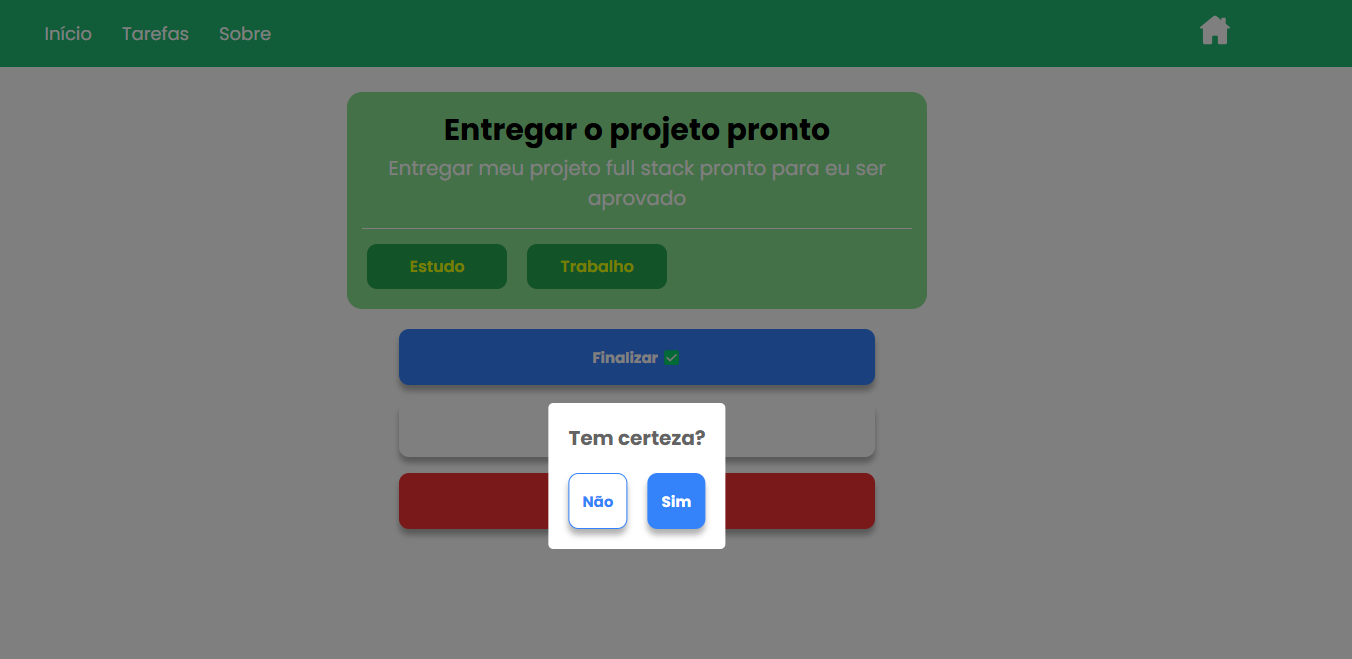 Início Tarefas Sobre
Entregar o projeto pronto
Entregar meu projeto full stack pronto para eu ser
aprovado
Estudo Trabalho
Finalizar ✅
Tem certeza?
Não Sim